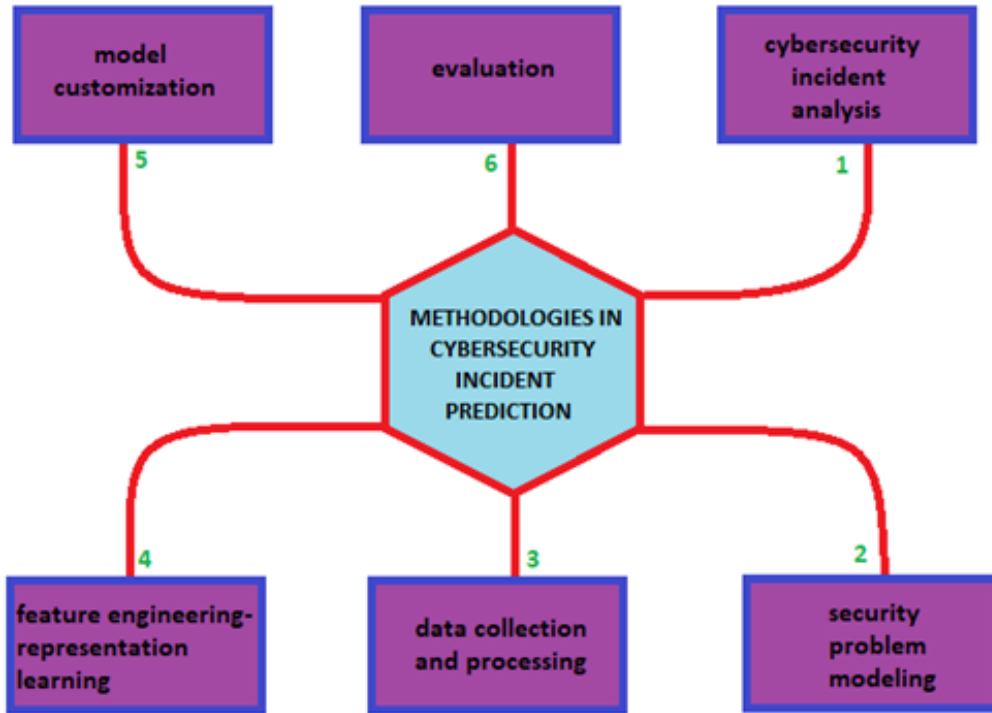 model
customization
evaluation
cybersecurity
incident
analysis
5
6
1
METHODOLOGIES IN
CYBERSECURITY
INCIDENT
PREDICTION
4
3
2
feature engineering-
representation
learning
data collection
and processing
security
problem
modeling